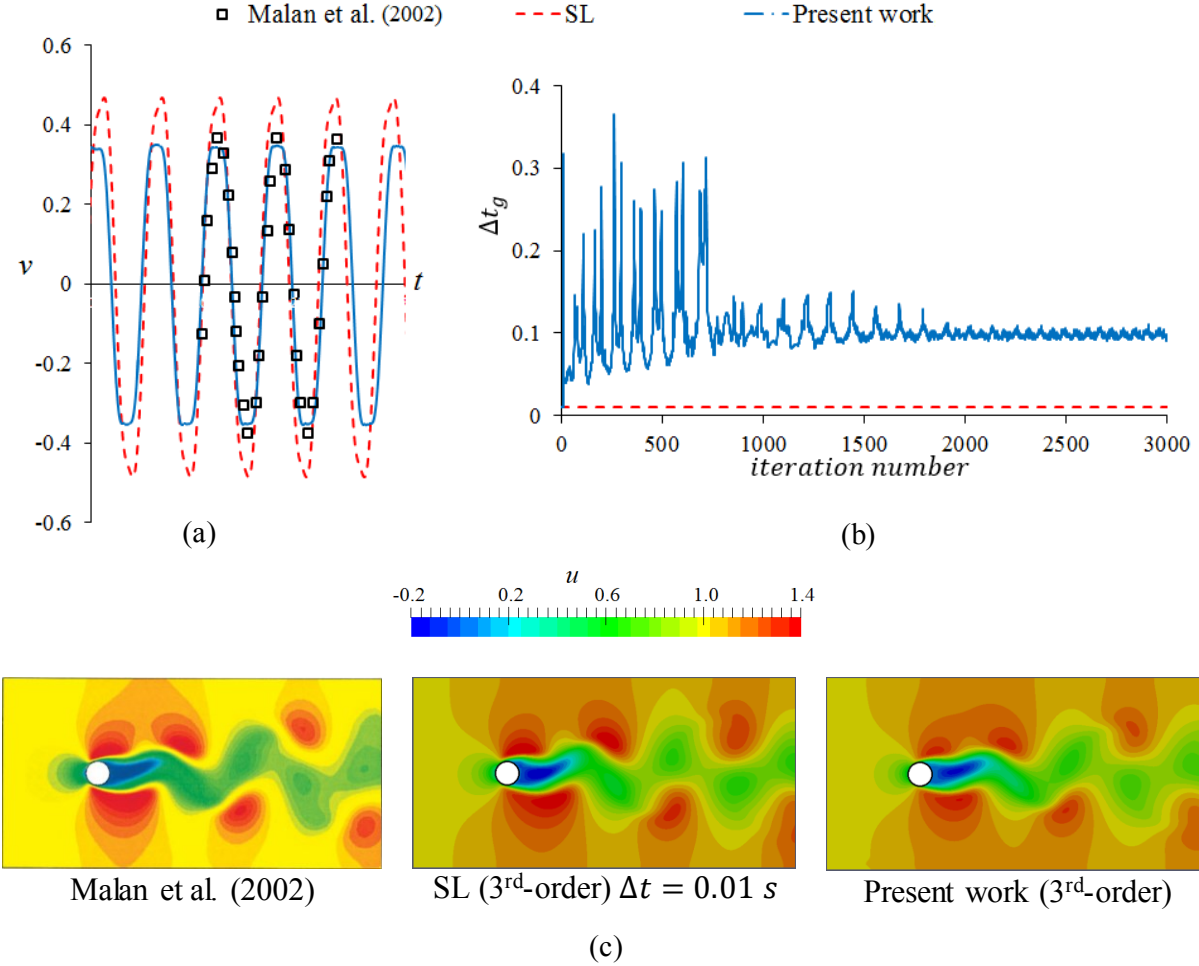 Malan et al. (2002) SL Present work
0.6
0.4
0.2
0
-0.2
-0.4
-0.6
v
t
(a)
0.4
0.3
0.2
0.1
0
Δt_g
0 500 1000 1500 2000 2500 3000
iteration number
(b)
u
-0.2 0.2 0.6 1.0 1.4
Malan et al. (2002) SL (3rd-order) Δt = 0.01 s Present work (3rd-order)
(c)